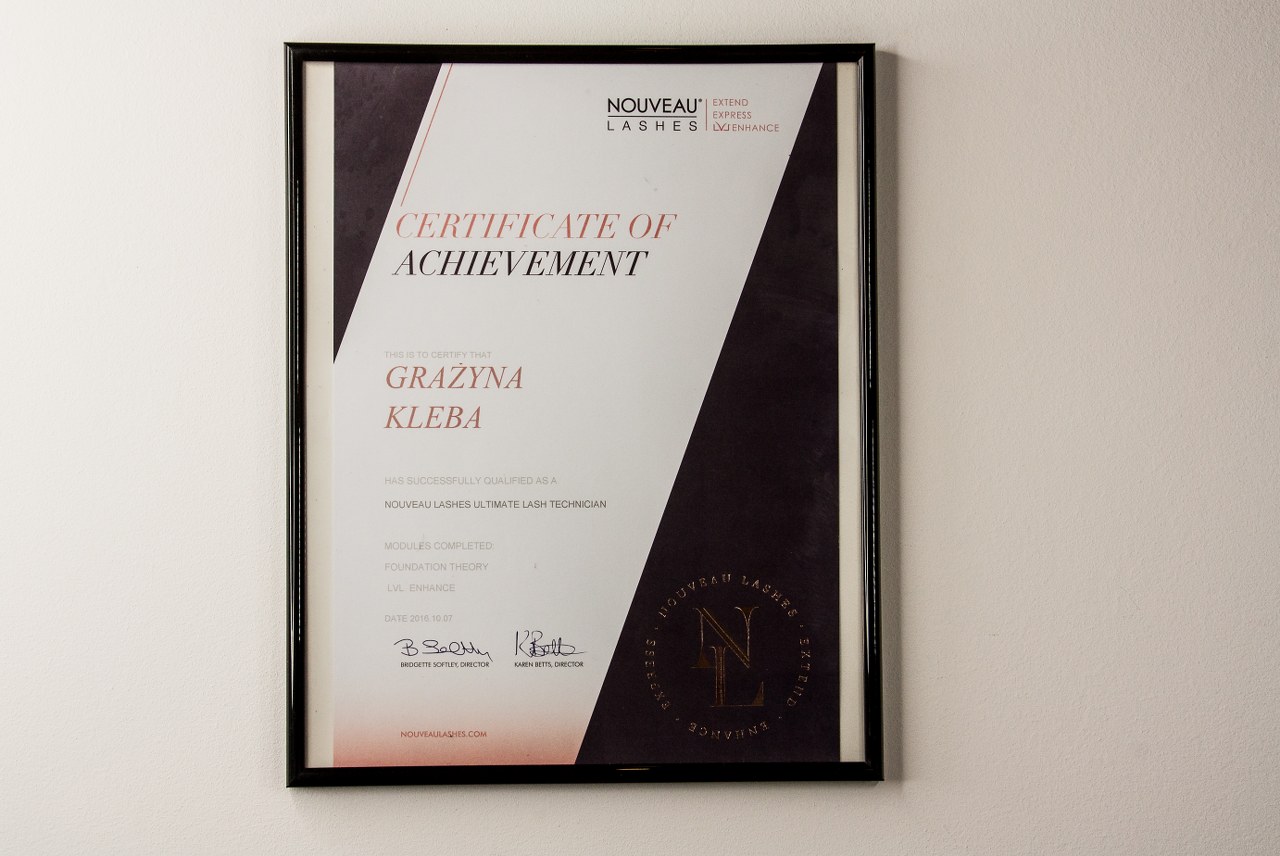 NOUVEAU®
LASHES
EXTEND
EXPRESS
LVL ENHANCE
CERTIFICATE OF
ACHIEVEMENT
THIS IS TO CERTIFY THAT
GRAŻYNA
KLEBA
HAS SUCCESSFULLY QUALIFIED AS A
NOUVEAU LASHES ULTIMATE LASH TECHNICIAN
MODULES COMPLETED:
FOUNDATION THEORY
LVL ENHANCE
DATE 2016.10.07
B Softley
K Betts
BRIDGETTE SOFTLEY, DIRECTOR
KAREN BETTS, DIRECTOR
NOUVEAULASHES.COM
NOUVEAU LASHES · EXTEND · ENHANCE · EXPRESS ·
NL